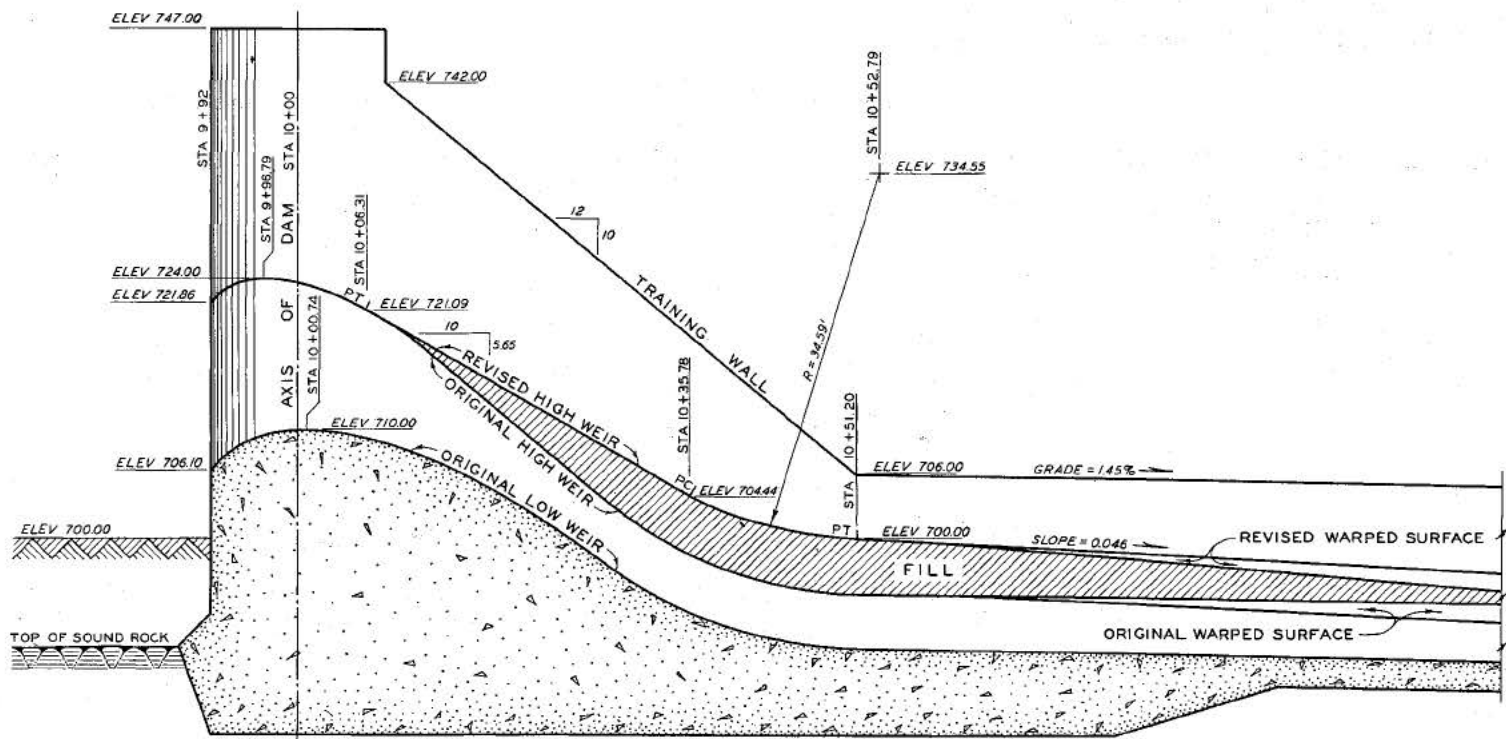 ELEV 747.00
ELEV 742.00
STA 9+92
STA 10+00
STA 10+52.79
ELEV 734.55
STA 9+98.79
AXIS OF DAM
STA 10+06.31
12
10
ELEV 724.00
ELEV 721.86
PT
ELEV 721.09
TRAINING WALL
R = 34.59'
STA 10+00.74
10
5.65
REVISED HIGH WEIR
ORIGINAL HIGH WEIR
STA 10+35.78
ELEV 710.00
ORIGINAL LOW WEIR
STA 10+51.20
ELEV 706.10
ELEV 706.00
GRADE = 1.45%
PC
ELEV 704.44
ELEV 700.00
PT
ELEV 700.00
SLOPE = 0.046
REVISED WARPED SURFACE
FILL
ORIGINAL WARPED SURFACE
TOP OF SOUND ROCK